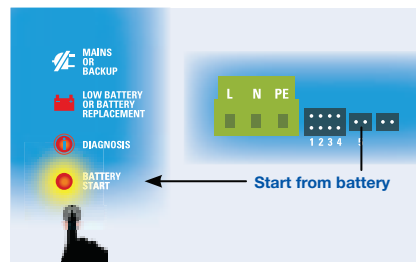 MAINS
OR
BACKUP
LOW BATTERY
OR BATTERY
REPLACEMENT
DIAGNOSIS
BATTERY
START
L N PE
1 2 3 4 5
Start from battery